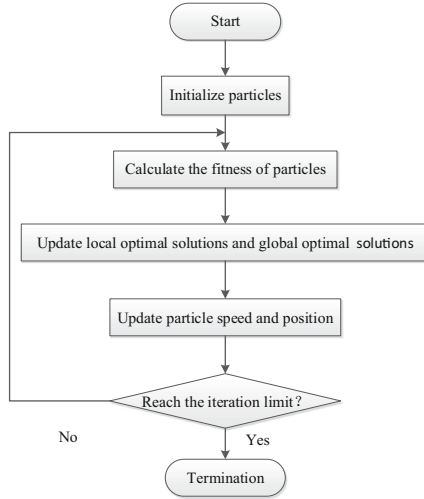 Start
Initialize particles
Calculate the fitness of particles
Update local optimal solutions and global optimal solutions
Update particle speed and position
Reach the iteration limit?
No
Yes
Termination